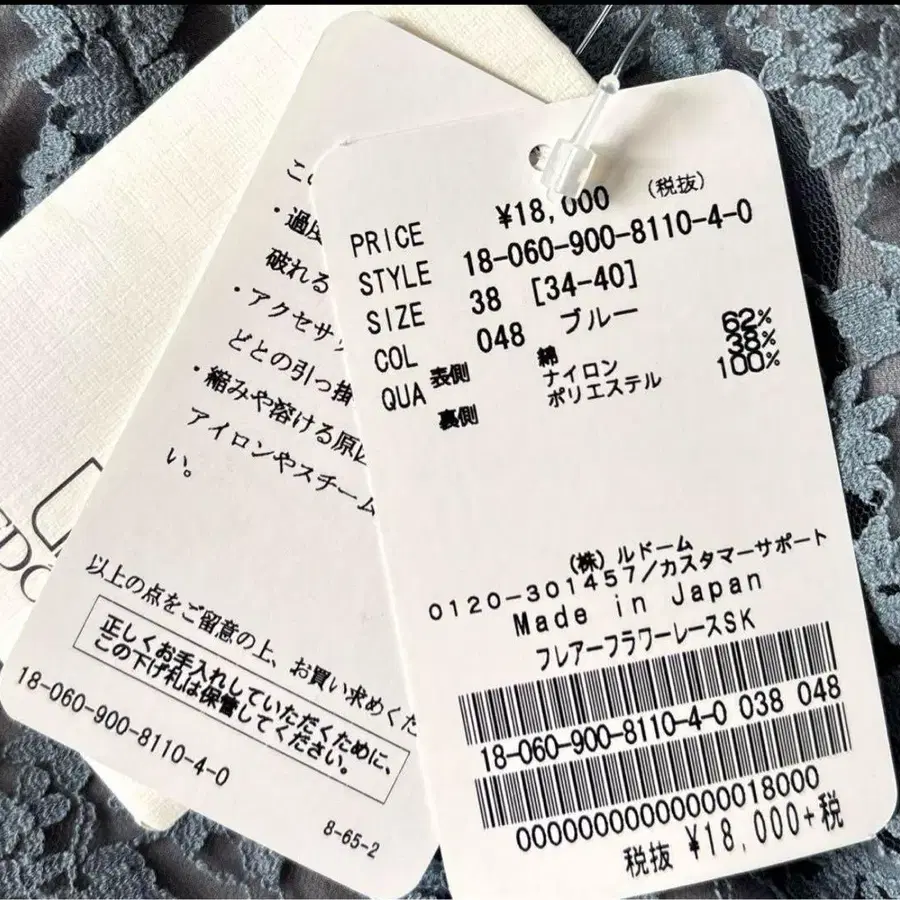 PRICE ¥18,000 (税抜)
STYLE 18-060-900-8110-4-0
SIZE 38 [34-40]
COL 048 ブルー
QUA 表側 綿 62%
ナイロン 38%
裏側 ポリエステル 100%
(株)ルドーム
0120-301457/カスタマーサポート
Made in Japan
フレアーフラワーレースSK
18-060-900-8110-4-0 038 048
00000000000000018000
税抜 ¥18,000+税
・過度
破れる
・アクセサ
どとの引っ掛
・縮みや溶ける原因
アイロンやスチーム
い。
以上の点をご留意の上、お買い求めくだ
正しくお手入れしていただくために、
この下げ札は保管してください。
18-060-900-8110-4-0
8-65-2